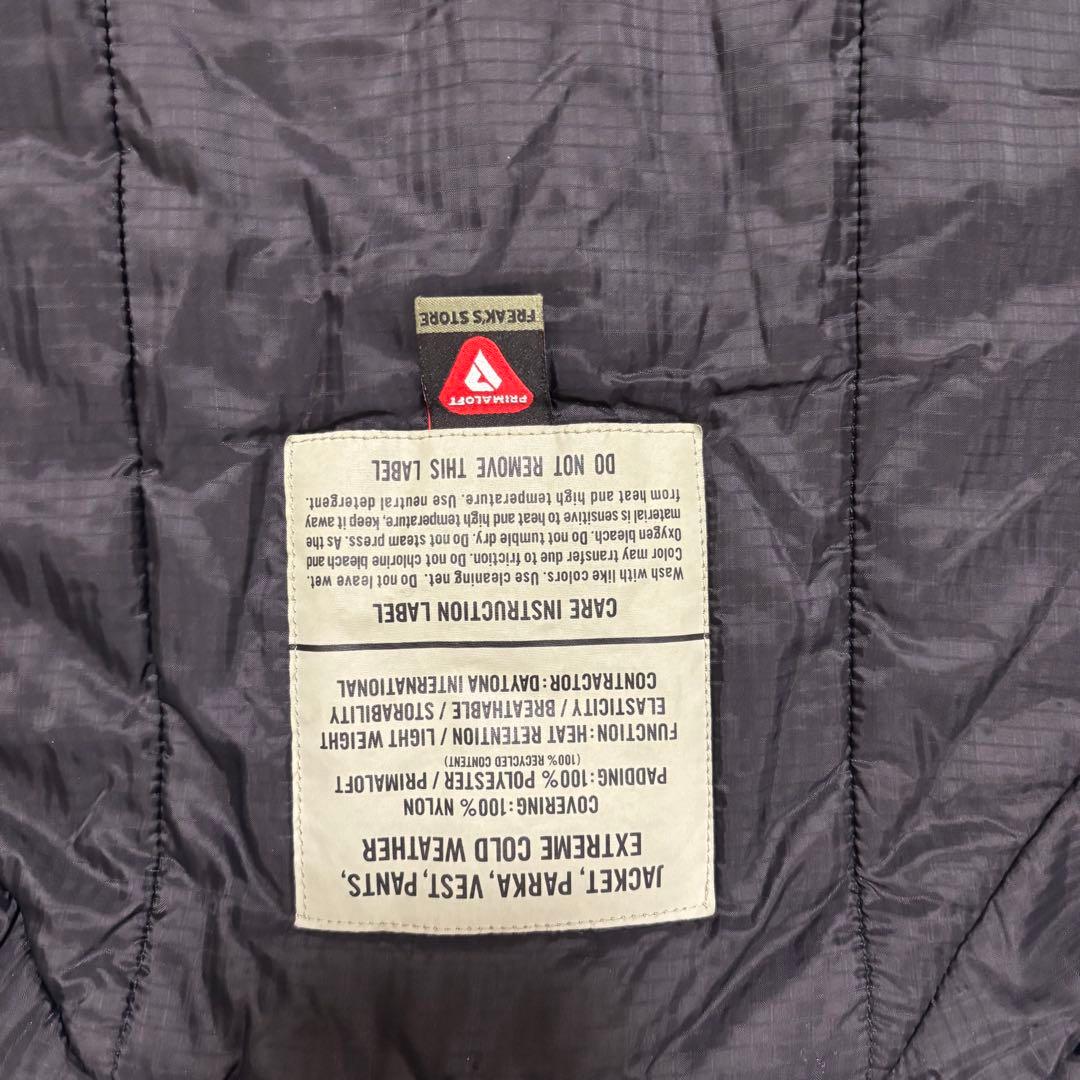 JACKET, PARKA, VEST, PANTS,
EXTREME COLD WEATHER
COVERING:100% NYLON
PADDING:100% POLYESTER / PRIMALOFT
(100% RECYCLED CONTENT)
FUNCTION:HEAT RETENTION / LIGHT WEIGHT
ELASTICITY / BREATHABLE / STORABILITY
CONTRACTOR:DAYTONA INTERNATIONAL
CARE INSTRUCTION LABEL
Wash with like colors. Use cleaning net. Do not leave wet.
Color may transfer due to friction. Do not chlorine bleach and
Oxygen bleach. Do not tumble dry. Do not steam press. As the
material is sensitive to heat and high temperature, keep it away
from heat and high temperature. Use neutral detergent.
DO NOT REMOVE THIS LABEL
PRIMALOFT
FREAK'S STORE